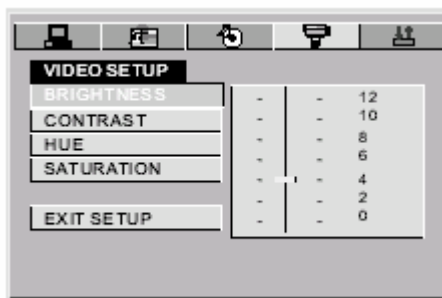 VIDEO SETUP
BRIGHTNESS
CONTRAST
HUE
SATURATION
EXIT SETUP
- - 12
- - 10
- - 8
- - 6
- - 4
- - 2
- - 0